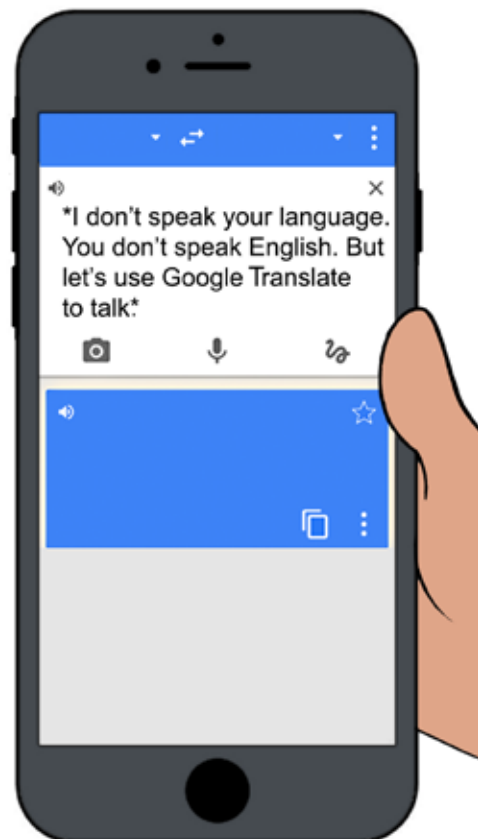 *I don't speak your language.
You don't speak English. But
let's use Google Translate
to talk.*